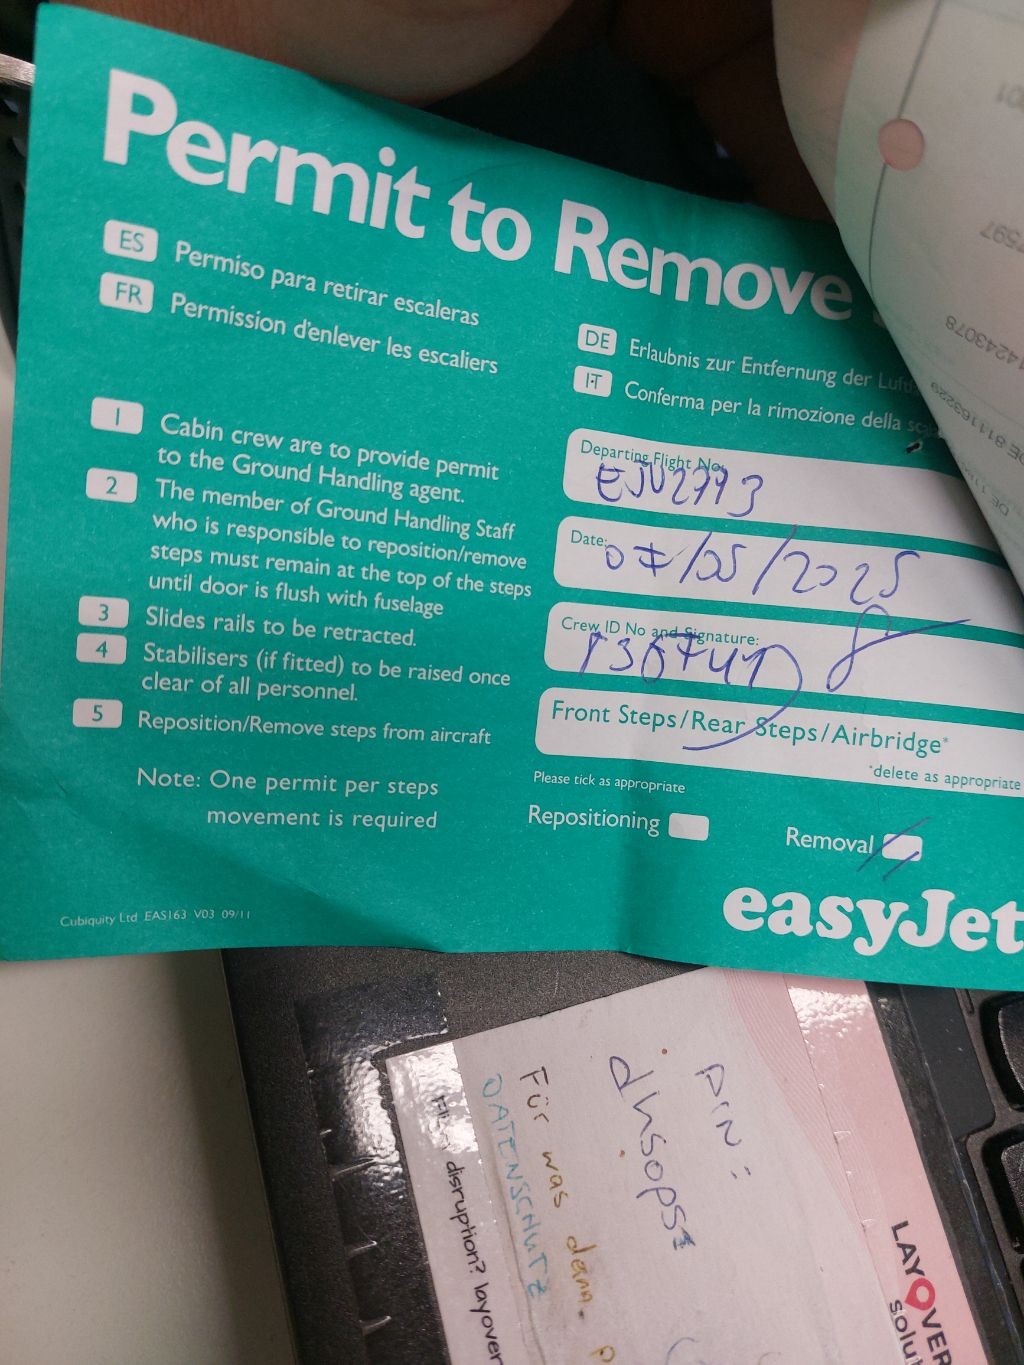 Permit to Remove
ES Permiso para retirar escaleras
FR Permission d'enlever les escaliers
DE Erlaubnis zur Entfernung der
I-T Conferma per la rimozione della
1 Cabin crew are to provide permit
to the Ground Handling agent.
2 The member of Ground Handling Staff
who is responsible to reposition/remove
steps must remain at the top of the steps
until door is flush with fuselage
3 Slides rails to be retracted.
4 Stabilisers (if fitted) to be raised once
clear of all personnel.
5 Reposition/Remove steps from aircraft
Note: One permit per steps
movement is required
Cubiquity Ltd EAS163 V03 09/11
Departing Flight No:
EJU2793
Date:
07/05/2025
Crew ID No and Signature:
Front Steps/Rear Steps/Airbridge*
*delete as appropriate
Please tick as appropriate
Repositioning
Removal
easyJet
14243078
DE 811163229
PIN:
dhsops1
Für was denn.
DATENSCHUTZ
disruption? layover
LAYOVER